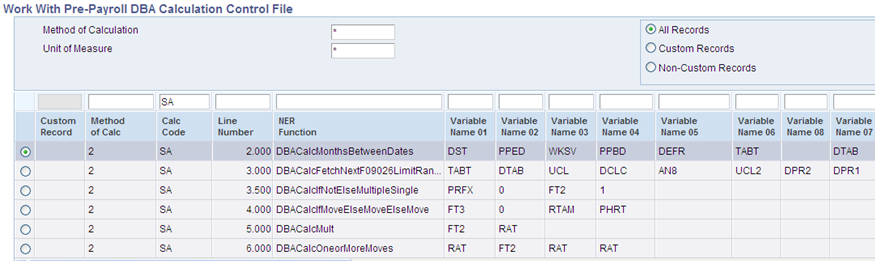 Work With Pre-Payroll DBA Calculation Control File
Method of Calculation *
All Records
Unit of Measure *
Custom Records
Non-Custom Records
SA
Custom Record Method of Calc Calc Code Line Number NER Function Variable Name 01 Variable Name 02 Variable Name 03 Variable Name 04 Variable Name 05 Variable Name 06 Variable Name 08 Variable Name 07
2 SA 2.000 DBACalcMonthsBetweenDates DST PPED WKSV PPBD DEFR TABT DTAB
2 SA 3.000 DBACalcFetchNextF09026LimitRan... TABT DTAB UCL DCLC AN8 UCL2 DPR2 DPR1
2 SA 3.500 DBACalcIfNotElseMultipleSingle PRFX 0 FT2 1
2 SA 4.000 DBACalcIfMoveElseMoveElseMove FT3 0 RTAM PHRT
2 SA 5.000 DBACalcMult FT2 RAT
2 SA 6.000 DBACalcOneorMoreMoves RAT FT2 RAT RAT